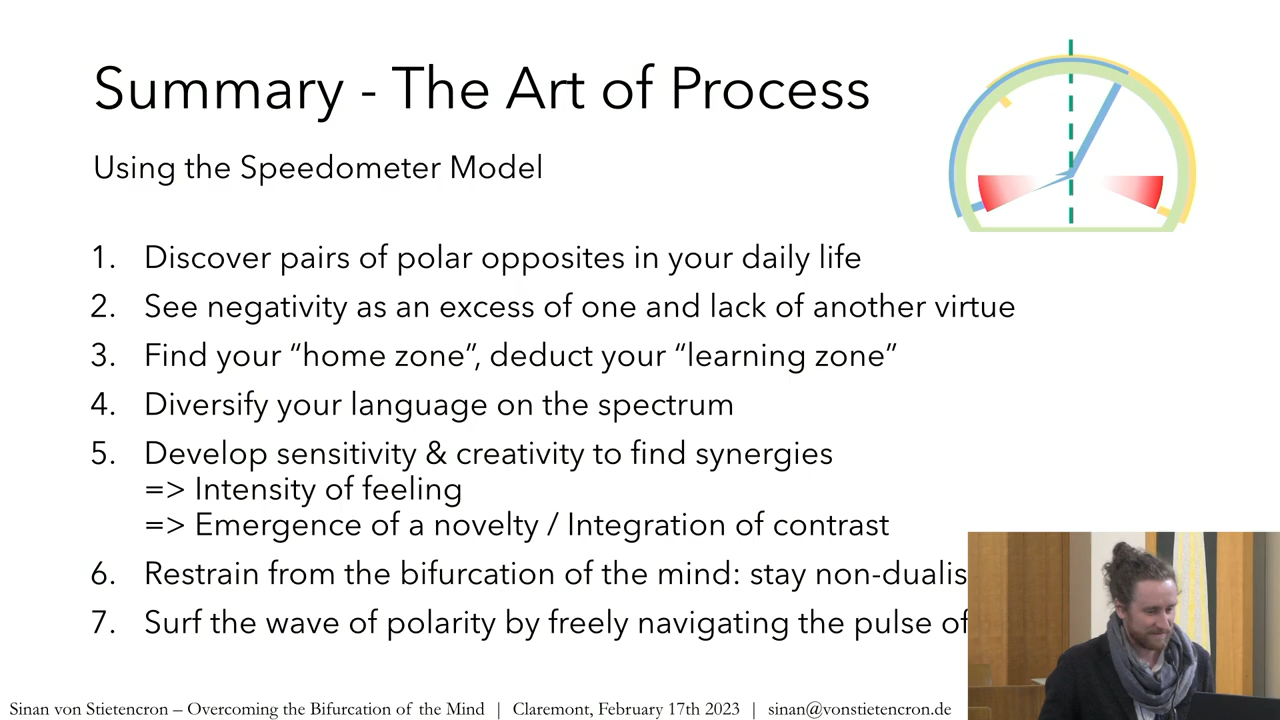 Summary - The Art of Process
Using the Speedometer Model
1. Discover pairs of polar opposites in your daily life
2. See negativity as an excess of one and lack of another virtue
3. Find your “home zone”, deduct your “learning zone”
4. Diversify your language on the spectrum
5. Develop sensitivity & creativity to find synergies
=> Intensity of feeling
=> Emergence of a novelty / Integration of contrast
6. Restrain from the bifurcation of the mind: stay
7. Surf the wave of polarity by freely navigating the pulse of
Sinan von Stietencron – Overcoming the Bifurcation of the Mind | Claremont, February 17th 2023 | sinan@vonstietencron.de